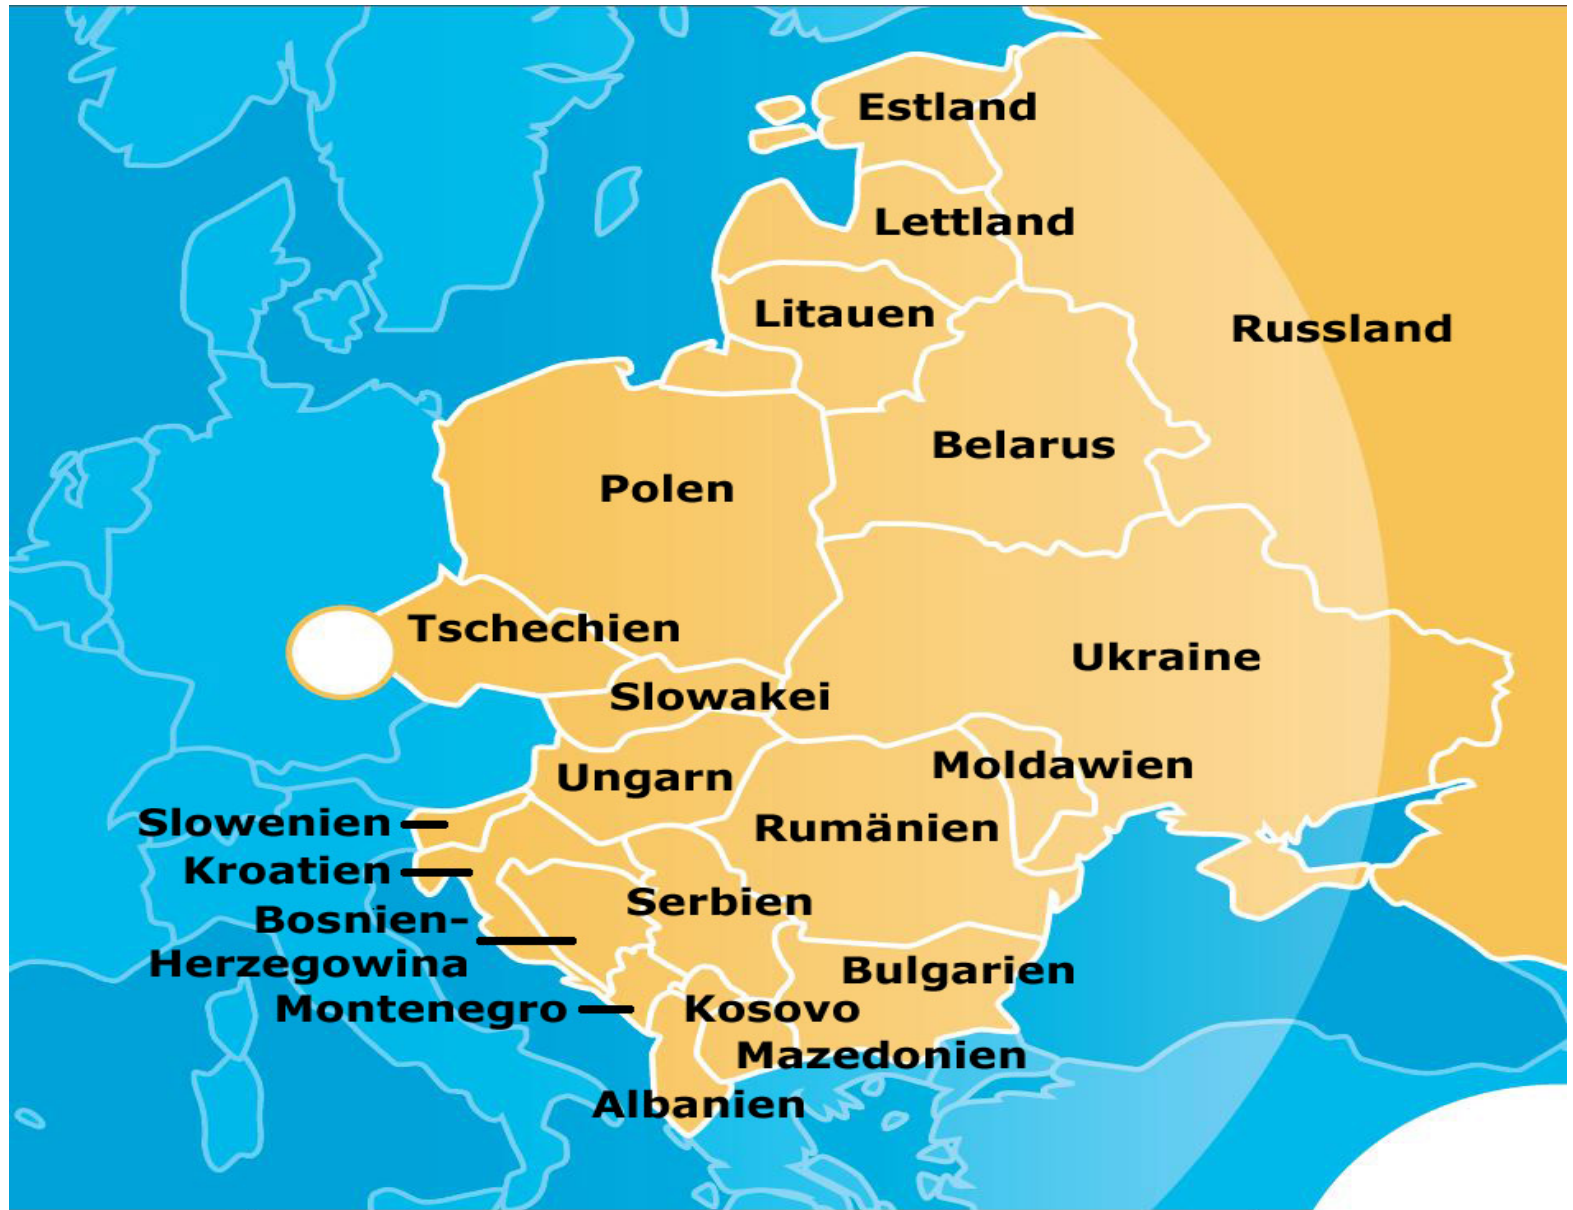 Estland
Lettland
Litauen
Russland
Belarus
Polen
Tschechien
Ukraine
Slowakei
Moldawien
Ungarn
Slowenien
Rumänien
Kroatien
Serbien
Bosnien-
Herzegowina
Bulgarien
Montenegro
Kosovo
Mazedonien
Albanien